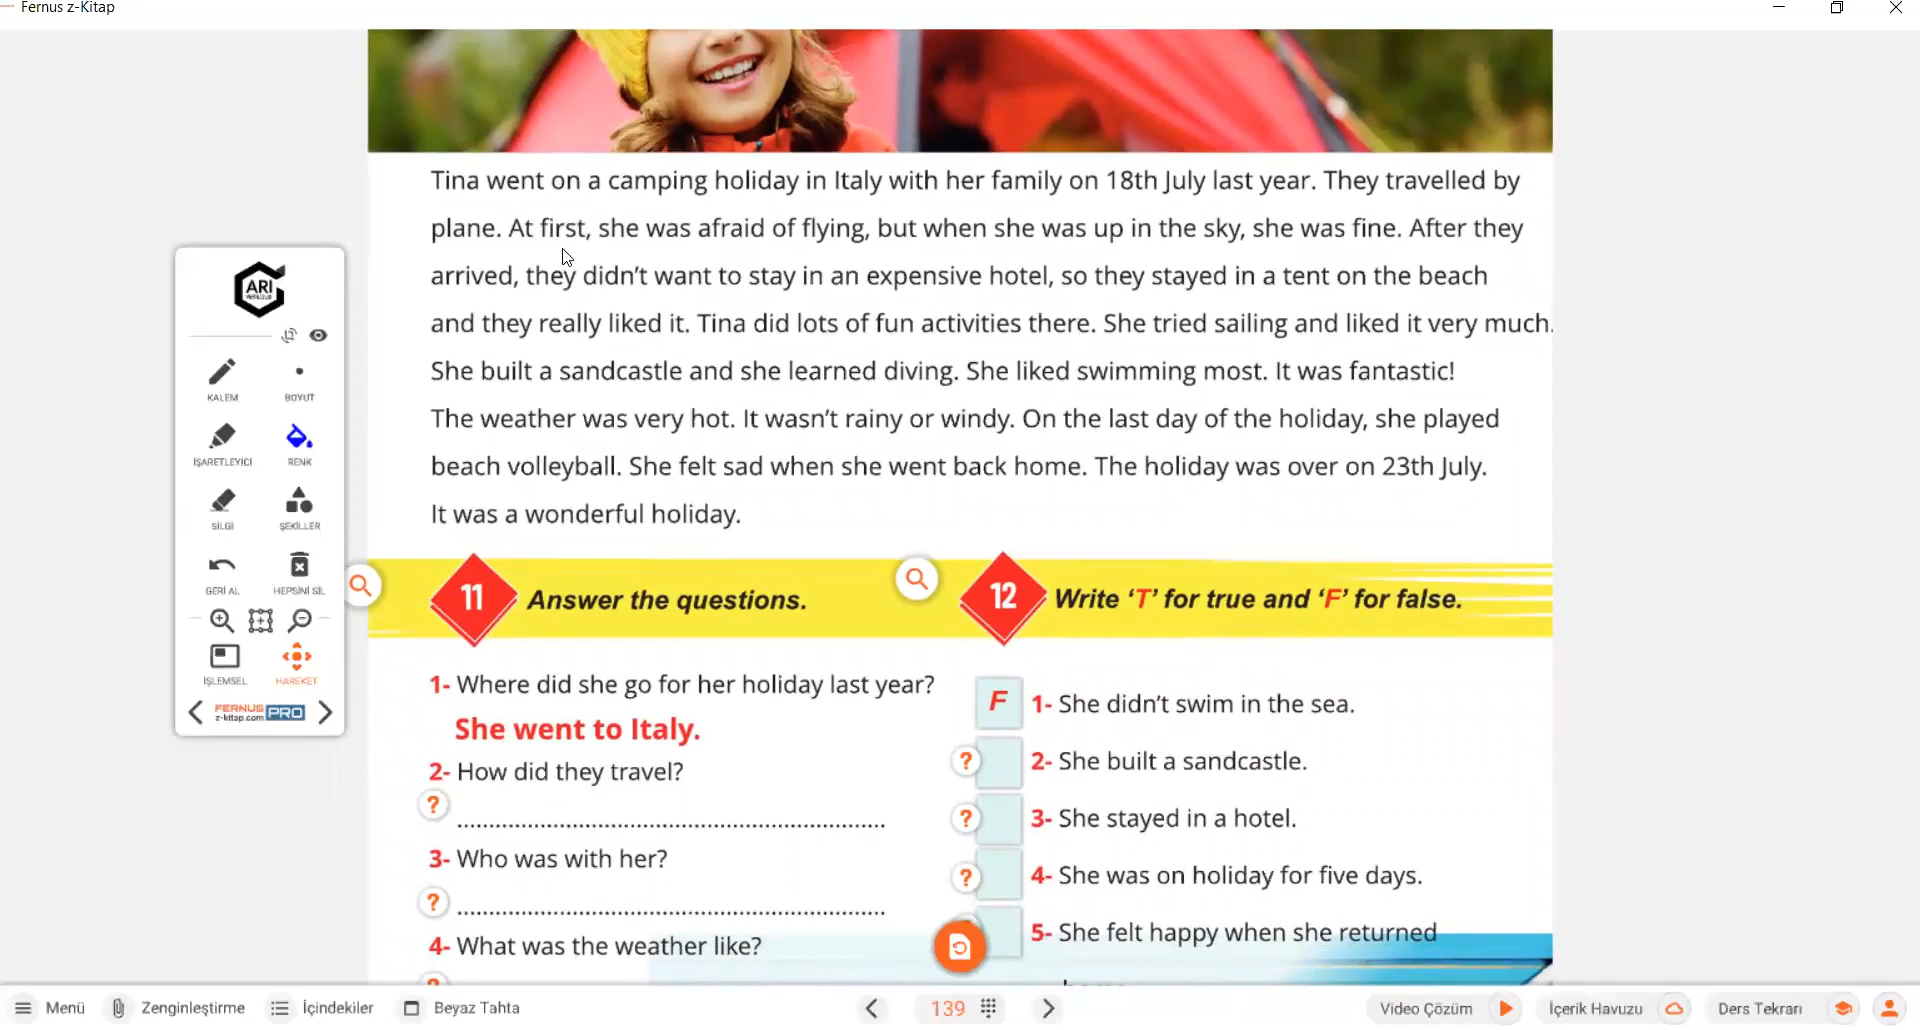 Fernus z-Kitap
Tina went on a camping holiday in Italy with her family on 18th July last year. They travelled by
plane. At first, she was afraid of flying, but when she was up in the sky, she was fine. After they
arrived, they didn’t want to stay in an expensive hotel, so they stayed in a tent on the beach
and they really liked it. Tina did lots of fun activities there. She tried sailing and liked it very much.
She built a sandcastle and she learned diving. She liked swimming most. It was fantastic!
The weather was very hot. It wasn’t rainy or windy. On the last day of the holiday, she played
beach volleyball. She felt sad when she went back home. The holiday was over on 23th July.
It was a wonderful holiday.
ARI
KALEM
BOYUT
İŞARETLEYİCİ
RENK
SİLGİ
ŞEKİLLER
GERİ AL
HEPSİNİ SİL
İŞLEMSEL
HAREKET
FERNUS
z-kitap.com PRO
11 Answer the questions.
1- Where did she go for her holiday last year?
She went to Italy.
2- How did they travel?
?
3- Who was with her?
?
4- What was the weather like?
12 Write ‘T’ for true and ‘F’ for false.
F 1- She didn’t swim in the sea.
? 2- She built a sandcastle.
? 3- She stayed in a hotel.
? 4- She was on holiday for five days.
5- She felt happy when she returned
Menü
Zenginleştirme
İçindekiler
Beyaz Tahta
139
Video Çözüm
İçerik Havuzu
Ders Tekrarı